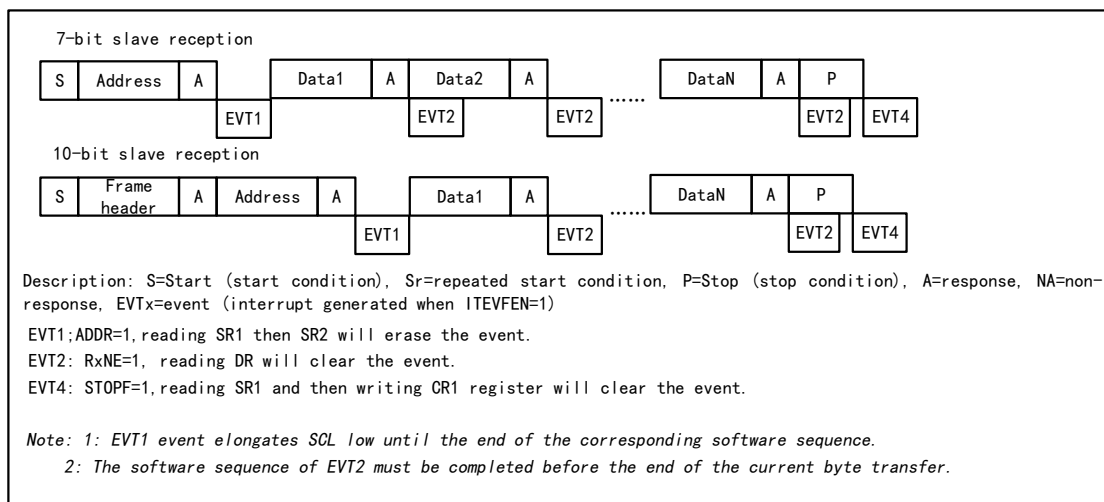 7-bit slave reception
S Address A Data1 A Data2 A ...... DataN A P
EVT1 EVT2 EVT2 EVT2 EVT4
10-bit slave reception
S Frame header A Address A Data1 A ...... DataN A P
EVT1 EVT2 EVT2 EVT4
Description: S=Start (start condition), Sr=repeated start condition, P=Stop (stop condition), A=response, NA=non-
response, EVTx=event (interrupt generated when ITEVFEN=1)
EVT1;ADDR=1,reading SR1 then SR2 will erase the event.
EVT2: RxNE=1, reading DR will clear the event.
EVT4: STOPF=1,reading SR1 and then writing CR1 register will clear the event.
Note: 1: EVT1 event elongates SCL low until the end of the corresponding software sequence.
2: The software sequence of EVT2 must be completed before the end of the current byte transfer.